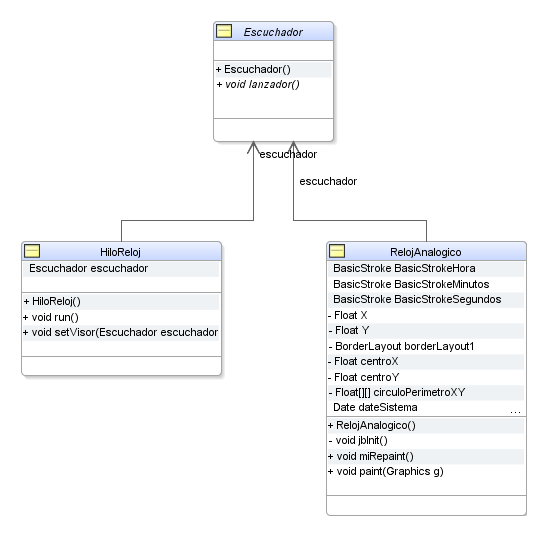 Escuchador
+ Escuchador()
+ void lanzador()
escuchador
escuchador
HiloReloj
Escuchador escuchador
+ HiloReloj()
+ void run()
+ void setVisor(Escuchador escuchador
RelojAnalogico
BasicStroke BasicStrokeHora
BasicStroke BasicStrokeMinutos
BasicStroke BasicStrokeSegundos
- Float X
- Float Y
- BorderLayout borderLayout1
- Float centroX
- Float centroY
- Float[][] circuloPerimetroXY
Date dateSistema ...
+ RelojAnalogico()
- void jbInit()
+ void miRepaint()
+ void paint(Graphics g)